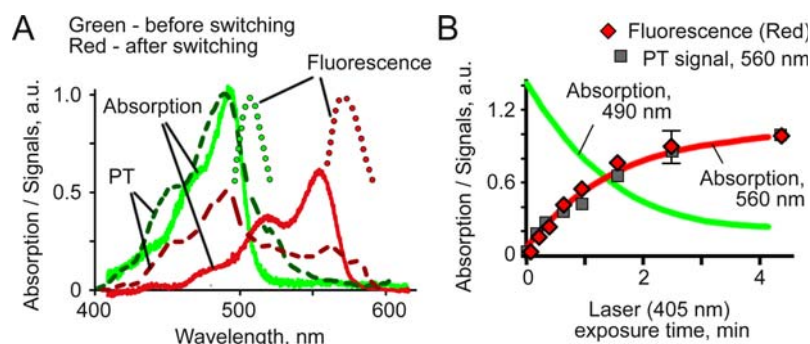 A
Green - before switching
Red - after switching
Fluorescence
Absorption
PT
Absorption / Signals, a.u.
1.0
0.5
0
400
500
600
Wavelength, nm
B
Fluorescence (Red)
PT signal, 560 nm
Absorption,
490 nm
Absorption,
560 nm
Absorption / Signals, a.u.
1.2
0.6
0
0
2
4
Laser (405 nm)
exposure time, min